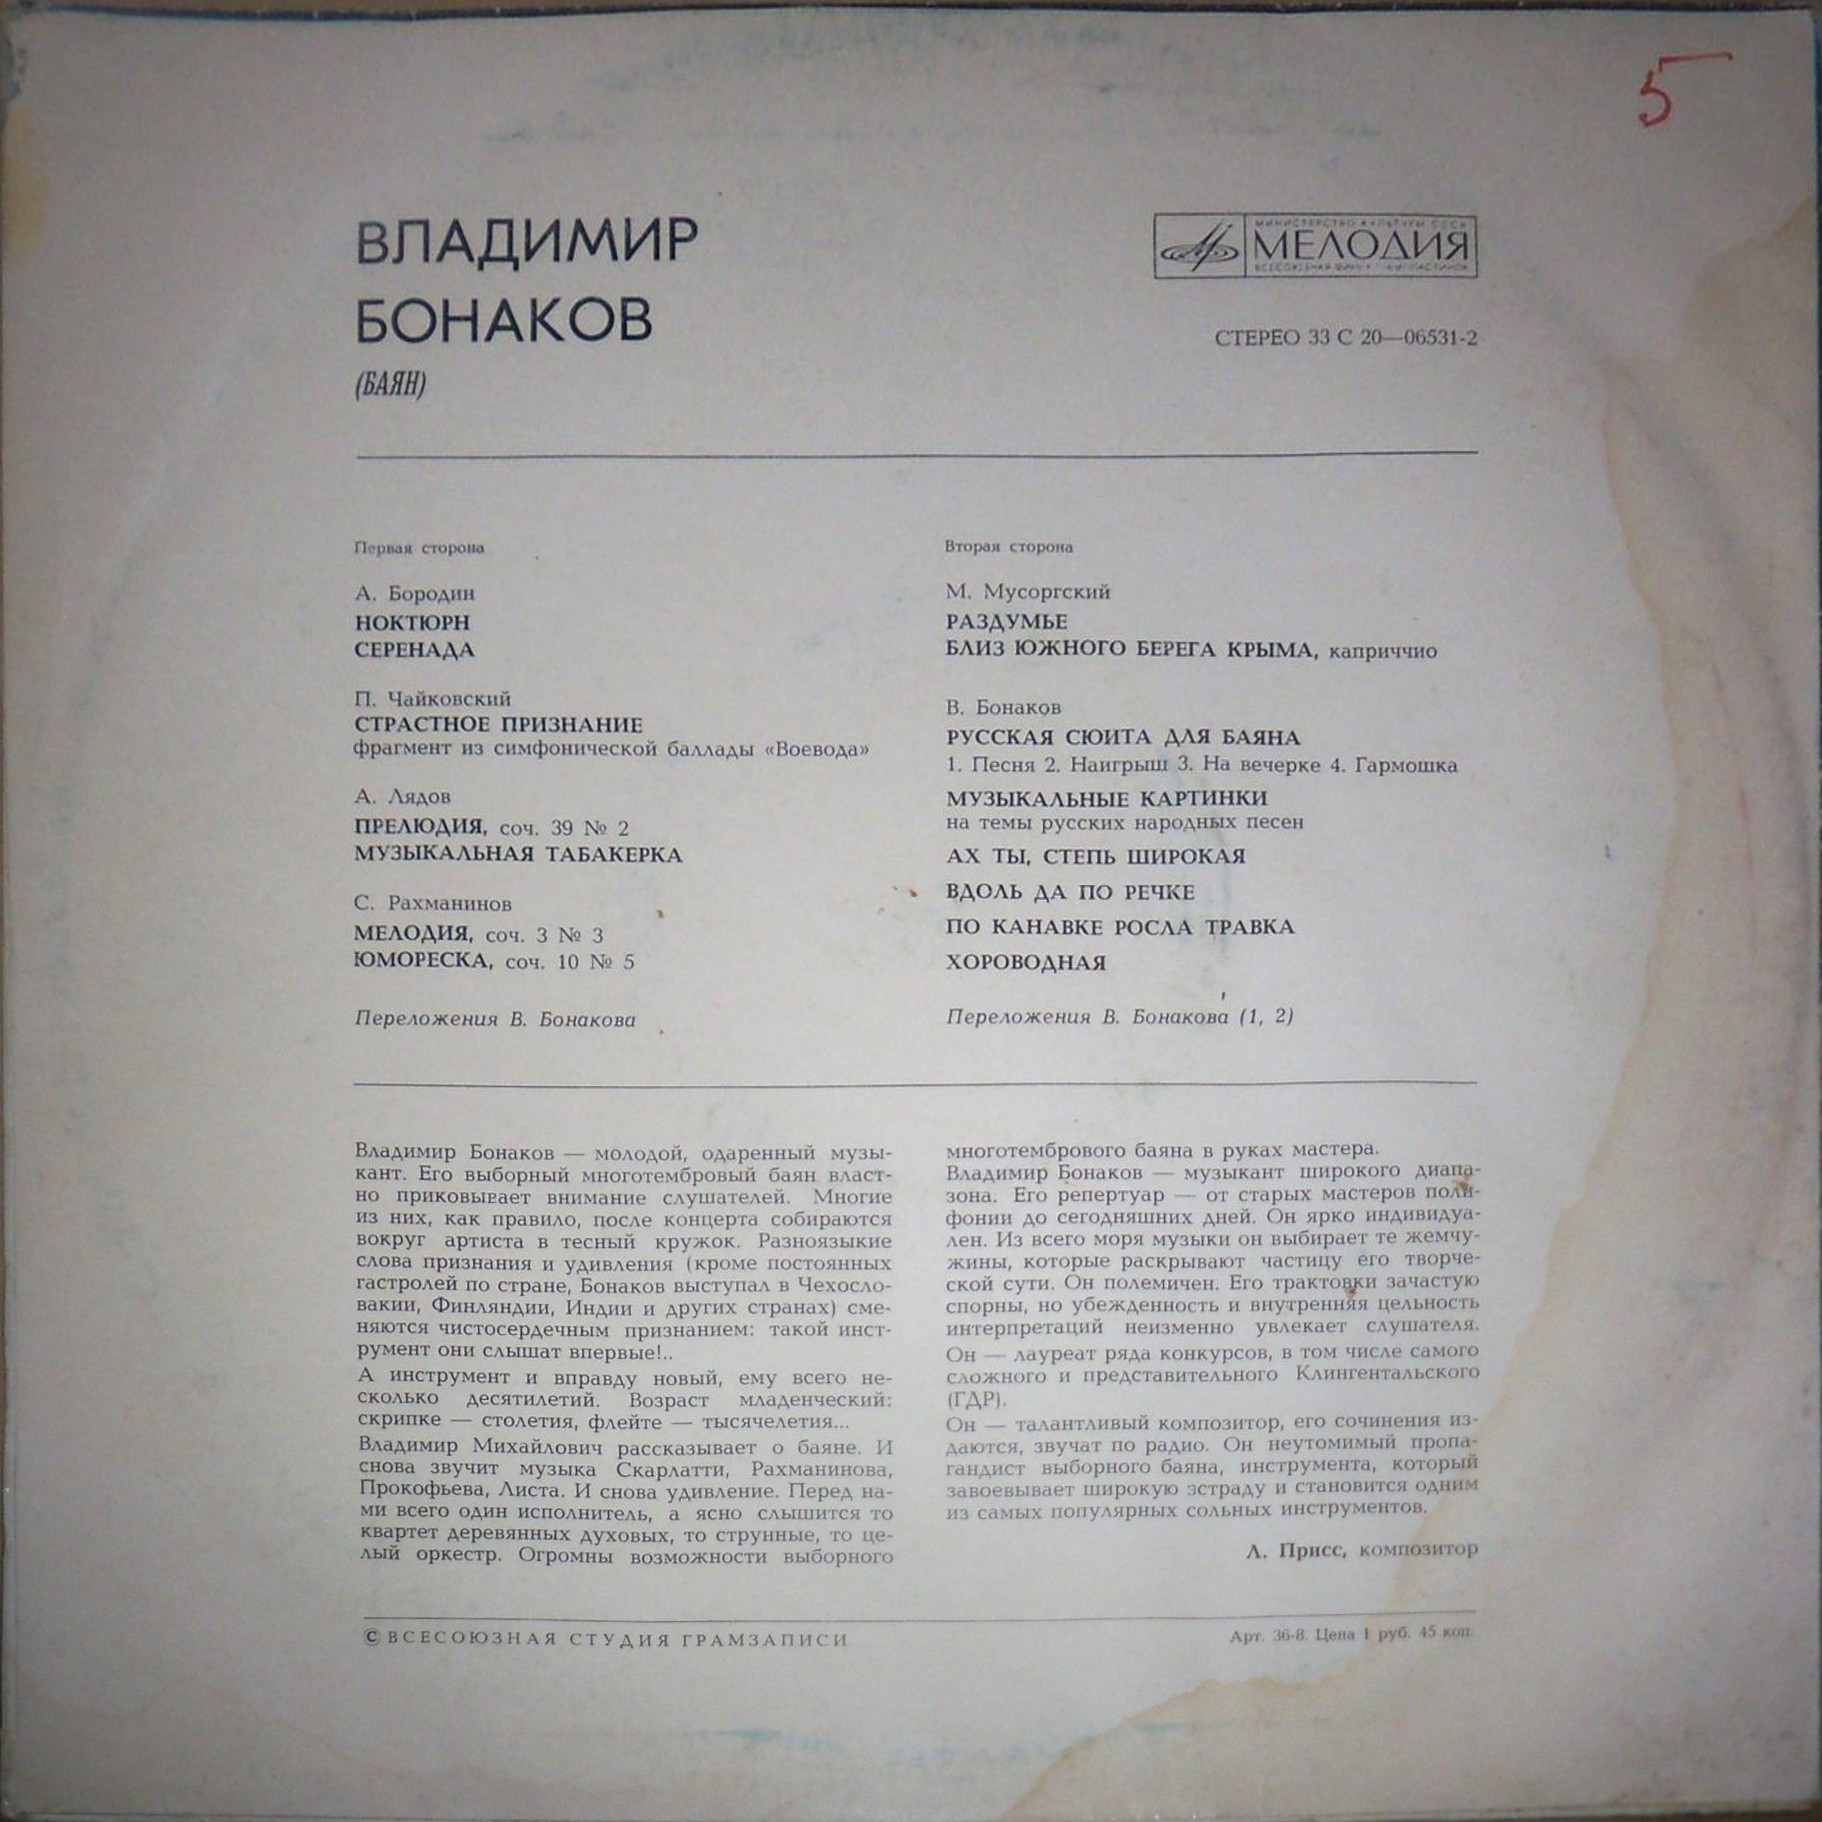 5
ВЛАДИМИР
БОНАКОВ
(БАЯН)
МИНИСТЕРСТВО КУЛЬТУРЫ СССР
МЕЛОДИЯ
СТЕРЕО 33 С 20—06531-2
Первая сторона
А. Бородин
НОКТЮРН
СЕРЕНАДА
П. Чайковский
СТРАСТНОЕ ПРИЗНАНИЕ
фрагмент из симфонической баллады «Воевода»
А. Лядов
ПРЕЛЮДИЯ, соч. 39 № 2
МУЗЫКАЛЬНАЯ ТАБАКЕРКА
С. Рахманинов
МЕЛОДИЯ, соч. 3 № 3
ЮМОРЕСКА, соч. 10 № 5
Переложения В. Бонакова
Вторая сторона
М. Мусоргский
РАЗДУМЬЕ
БЛИЗ ЮЖНОГО БЕРЕГА КРЫМА, каприччио
В. Бонаков
РУССКАЯ СЮИТА ДЛЯ БАЯНА
1. Песня 2. Наигрыш 3. На вечерке 4. Гармошка
МУЗЫКАЛЬНЫЕ КАРТИНКИ
на темы русских народных песен
АХ ТЫ, СТЕПЬ ШИРОКАЯ
ВДОЛЬ ДА ПО РЕЧКЕ
ПО КАНАВКЕ РОСЛА ТРАВКА
ХОРОВОДНАЯ
Переложения В. Бонакова (1, 2)
Владимир Бонаков — молодой, одаренный музы-
кант. Его выборный многотембровый баян власт-
но приковывает внимание слушателей. Многие
из них, как правило, после концерта собираются
вокруг артиста в тесный кружок. Разноязыкие
слова признания и удивления (кроме постоянных
гастролей по стране, Бонаков выступал в Чехосло-
вакии, Финляндии, Индии и других странах) сме-
няются чистосердечным признанием: такой инст-
румент они слышат впервые!..
А инструмент и вправду новый, ему всего не-
сколько десятилетий. Возраст младенческий:
скрипке — столетия, флейте — тысячелетия...
Владимир Михайлович рассказывает о баяне. И
снова звучит музыка Скарлатти, Рахманинова,
Прокофьева, Листа. И снова удивление. Перед на-
ми всего один исполнитель, а ясно слышится то
квартет деревянных духовых, то струнные, то це-
лый оркестр. Огромны возможности выборного
многотембрового баяна в руках мастера.
Владимир Бонаков — музыкант широкого диапа-
зона. Его репертуар — от старых мастеров поли-
фонии до сегодняшних дней. Он ярко индивидуа-
лен. Из всего моря музыки он выбирает те жемчу-
жины, которые раскрывают частицу его творче-
ской сути. Он полемичен. Его трактовки зачастую
спорны, но убежденность и внутренняя цельность
интерпретаций неизменно увлекает слушателя.
Он — лауреат ряда конкурсов, в том числе самого
сложного и представительного Клингентальского
(ГДР).
Он — талантливый композитор, его сочинения из-
даются, звучат по радио. Он неутомимый пропа-
гандист выборного баяна, инструмента, который
завоевывает широкую эстраду и становится одним
из самых популярных сольных инструментов.
Л. Присс, композитор
© ВСЕСОЮЗНАЯ СТУДИЯ ГРАМЗАПИСИ
Арт. 36-8. Цена 1 руб. 45 коп.